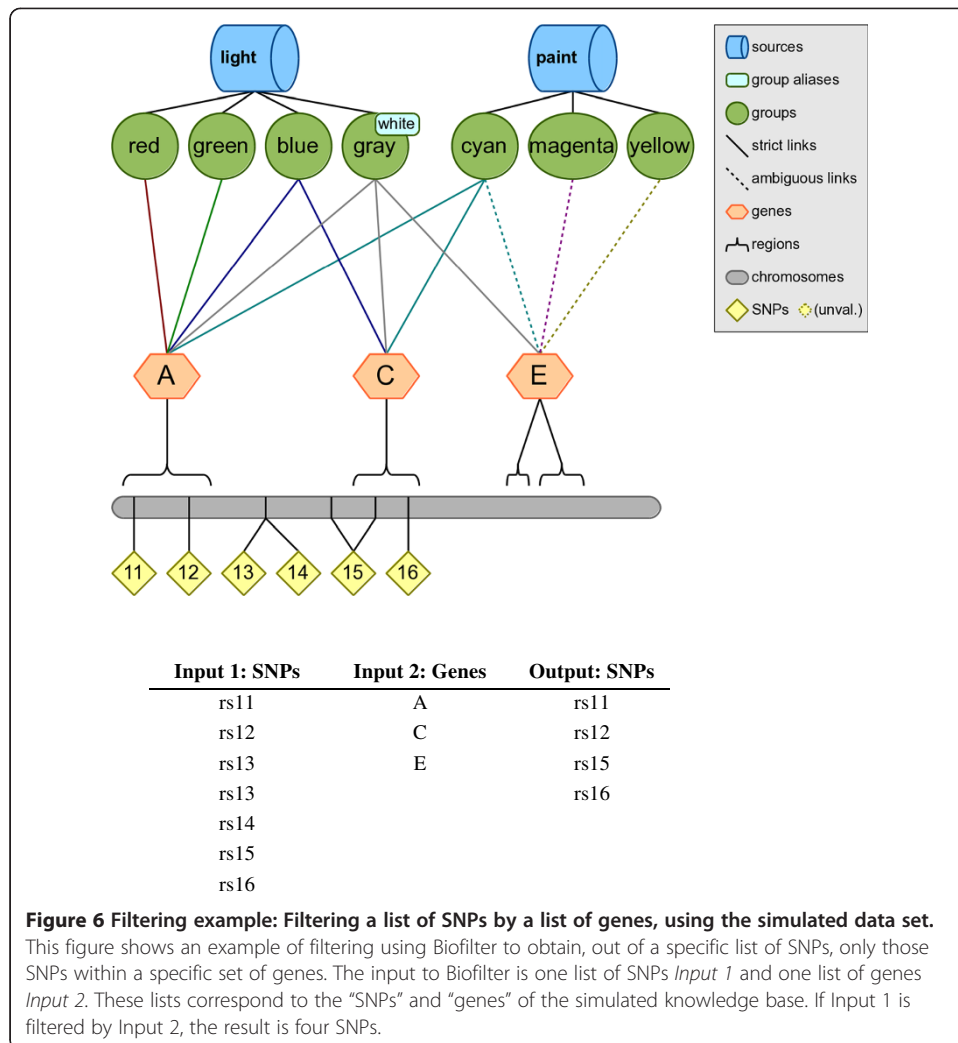 light
paint
sources
group aliases
groups
strict links
ambiguous links
genes
regions
chromosomes
SNPs (unval.)
white
red green blue gray cyan magenta yellow
A C E
11 12 13 14 15 16
Input 1: SNPs Input 2: Genes Output: SNPs
rs11 A rs11
rs12 C rs12
rs13 E rs15
rs13 rs16
rs14
rs15
rs16
Figure 6 Filtering example: Filtering a list of SNPs by a list of genes, using the simulated data set.
This figure shows an example of filtering using Biofilter to obtain, out of a specific list of SNPs, only those
SNPs within a specific set of genes. The input to Biofilter is one list of SNPs Input 1 and one list of genes
Input 2. These lists correspond to the “SNPs” and “genes” of the simulated knowledge base. If Input 1 is
filtered by Input 2, the result is four SNPs.